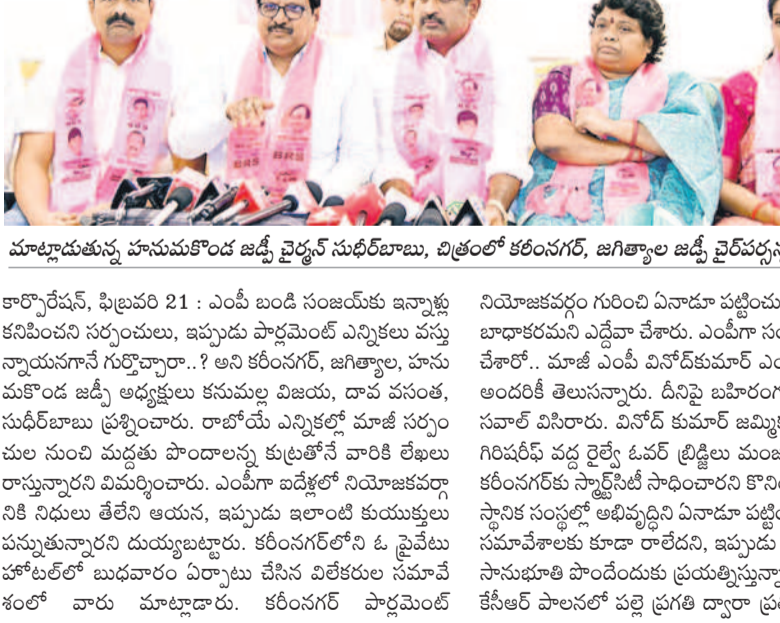 BRS
BRS
మాట్లాడుతున్న హనుమకొండ జడ్పీ చైర్మన్ సుధీర్‌బాబు, చిత్రంలో కరీంనగర్, జగిత్యాల జడ్పీ చైర్‌పర్సన్
కార్పొరేషన్, ఫిబ్రవరి 21 : ఎంపీ బండి సంజయ్‌కు ఇన్నాళ్లు
కనిపించని సర్పంచులు, ఇప్పుడు పార్లమెంట్ ఎన్నికలు వస్తు
న్నాయనగానే గుర్తొచ్చారా..? అని కరీంనగర్, జగిత్యాల, హను
మకొండ జడ్పీ అధ్యక్షులు కనుమల్ల విజయ, దావ వసంత,
సుధీర్‌బాబు ప్రశ్నించారు. రాబోయే ఎన్నికల్లో మాజీ సర్పం
చుల నుంచి మద్దతు పొందాలన్న కుట్రతోనే వారికి లేఖలు
రాస్తున్నారని విమర్శించారు. ఎంపీగా ఐదేళ్లలో నియోజకవర్గా
నికి నిధులు తేలేని ఆయన, ఇప్పుడు ఇలాంటి కుయుక్తులు
పన్నుతున్నారని దుయ్యబట్టారు. కరీంనగర్‌లోని ఓ ప్రైవేటు
హోటల్‌లో బుధవారం ఏర్పాటు చేసిన విలేకరుల సమావే
శంలో వారు మాట్లాడారు. కరీంనగర్ పార్లమెంట్
నియోజకవర్గం గురించి ఏనాడూ పట్టించు
బాధాకరమని ఎద్దేవా చేశారు. ఎంపీగా సం
చేశారో.. మాజీ ఎంపీ వినోద్‌కుమార్ ఎం
అందరికీ తెలుసన్నారు. దీనిపై బహిరంగ
సవాల్ విసిరారు. వినోద్ కుమార్ జమ్మి
గిరిషరీఫ్ వద్ద రైల్వే ఓవర్ బ్రిడ్జిలు మంజ
కరీంనగర్‌కు స్మార్ట్‌సిటీ సాధించారని కొని
స్థానిక సంస్థల్లో అభివృద్ధిని ఏనాడూ పట్టిం
సమావేశాలకు కూడా రాలేదని, ఇప్పుడు
సానుభూతి పొందేందుకు ప్రయత్నిస్తున్నా
కేసీఆర్ పాలనలో పల్లె ప్రగతి ద్వారా ప్ర